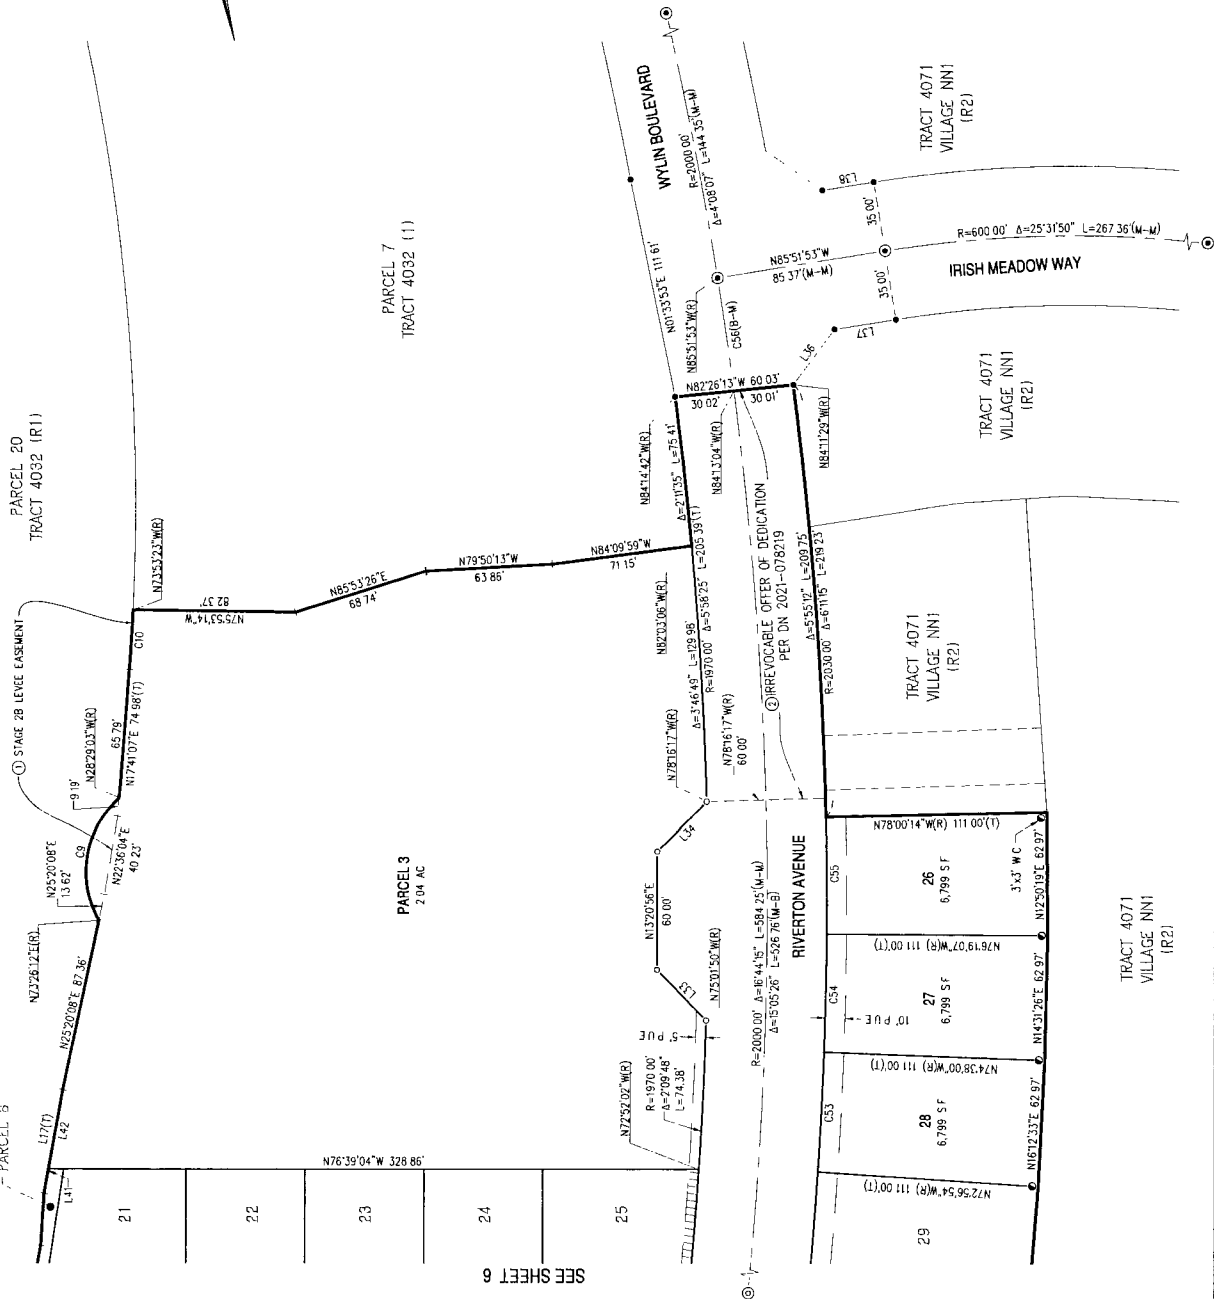 PARCEL 20
TRACT 4032 (R1)
① STAGE 2B LEVEE EASEMENT
PARCEL 7
TRACT 4032 (1)
WYLIN BOULEVARD
R=2000 00'
Δ=4°08'07" L=144 35'(M-M)
TRACT 4071
VILLAGE NN1
(R2)
L38
35 00'
R=600 00' Δ=25°31'50" L=267 36'(M-M)
IRISH MEADOW WAY
35 00'
N85°51'53"W
85 37'(M-M)
L37
L36
N01°33'53"E 111 61'
N85°51'53"W(R)
C56(B-M)
N82°26'13"W 60 03'
30 02'
30 01'
N84°14'42"W(R)
N84°13'04"W(R)
N84°11'29"W(R)
TRACT 4071
VILLAGE NN1
(R2)
Δ=2°11'35" L=75 41'
N73°53'23"W(R)
N75°53'14"W
82 37'
N85°53'26"E
68 74'
N79°50'13"W
63 86'
N84°09'59"W
71 15'
C10
65 79'
N17°41'07"E 74 98'(T)
N28°29'03"W(R)
9 19'
C9
N22°36'04"E
40 23'
N25°20'08"E
13 62'
N73°26'12"E(R)
N25°20'08"E 87 36'
L17(T)
L42
L41
N82°03'06"W(R)
Δ=3°46'49" L=129 98'
R=1970 00' Δ=5°58'25" L=205 39'(T)
② IRREVOCABLE OFFER OF DEDICATION
PER DN 2021-078219
Δ=5°55'12" L=209 75'
R=2030 00' Δ=6°11'15" L=219 23'
TRACT 4071
VILLAGE NN1
(R2)
N78°16'17"W(R)
N78°16'17"W(R)
60 00'
L34
N13°20'56"E
60 00'
L33
N75°01'50"W(R)
5' P U E
PARCEL 3
2 04 AC
R=2000 00' Δ=16°44'15" L=584 25'(M-M)
Δ=15°05'26" L=526 76'(M-B)
RIVERTON AVENUE
N72°52'02"W(R)
R=1970 00'
Δ=2°09'48"
L=74.38'
N76°39'04"W 328 86'
N78°00'14"W(R) 111 00'(T)
3'x3' W C
C55
26
6,799 S F
N12°50'19"E 62 97'
N76°19'07"W(R) 111 00'(T)
C54
10' P U E
27
6,799 S F
N14°31'26"E 62 97'
N74°38'00"W(R) 111 00'(T)
C53
28
6,799 S F
N16°12'33"E 62 97'
N72°56'54"W(R) 111 00'(T)
29
TRACT 4071
VILLAGE NN1
(R2)
21
22
23
24
25
SEE SHEET 6